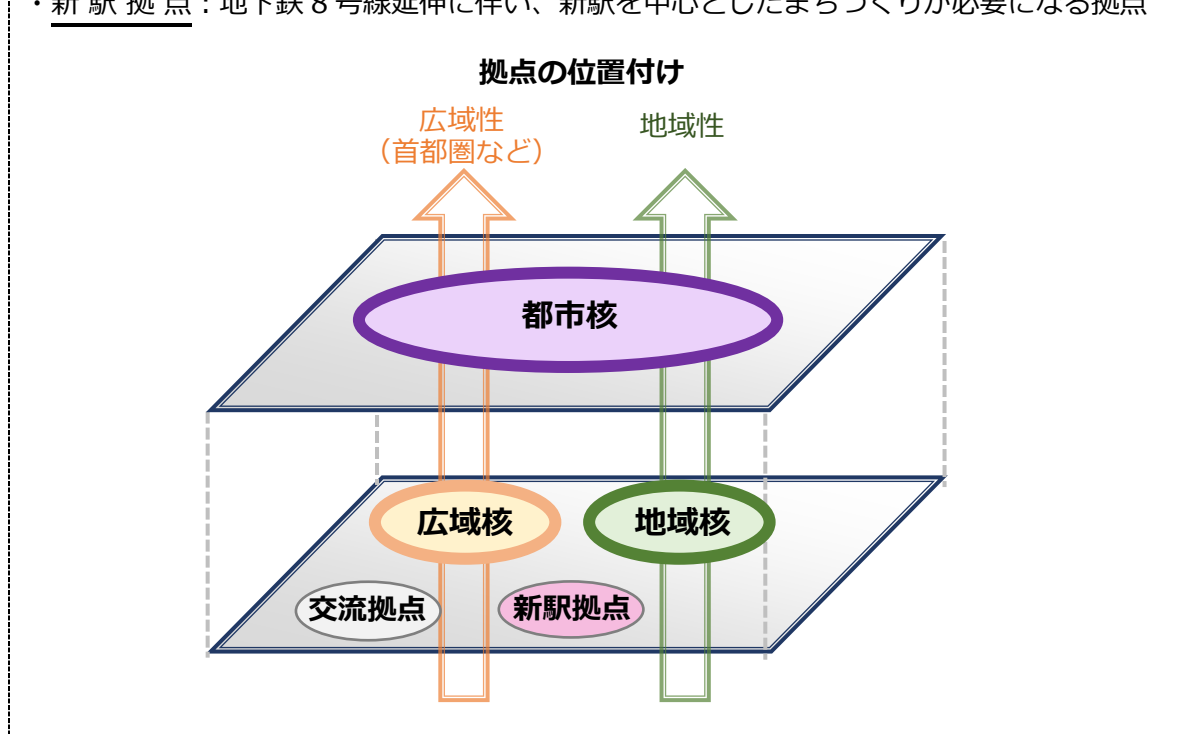 ・新 駅 拠 点：地下鉄８号線延伸に伴い、新駅を中心としたまちづくりが必要になる拠点
拠点の位置付け
広域性
（首都圏など）
地域性
都市核
広域核
地域核
交流拠点
新駅拠点